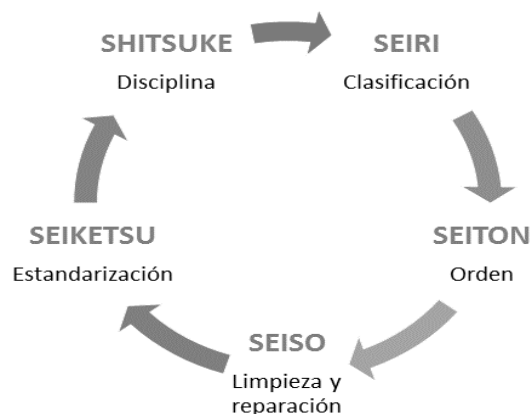 SHITSUKE
Disciplina
SEIRI
Clasificación
SEITON
Orden
SEISO
Limpieza y
reparación
SEIKETSU
Estandarización